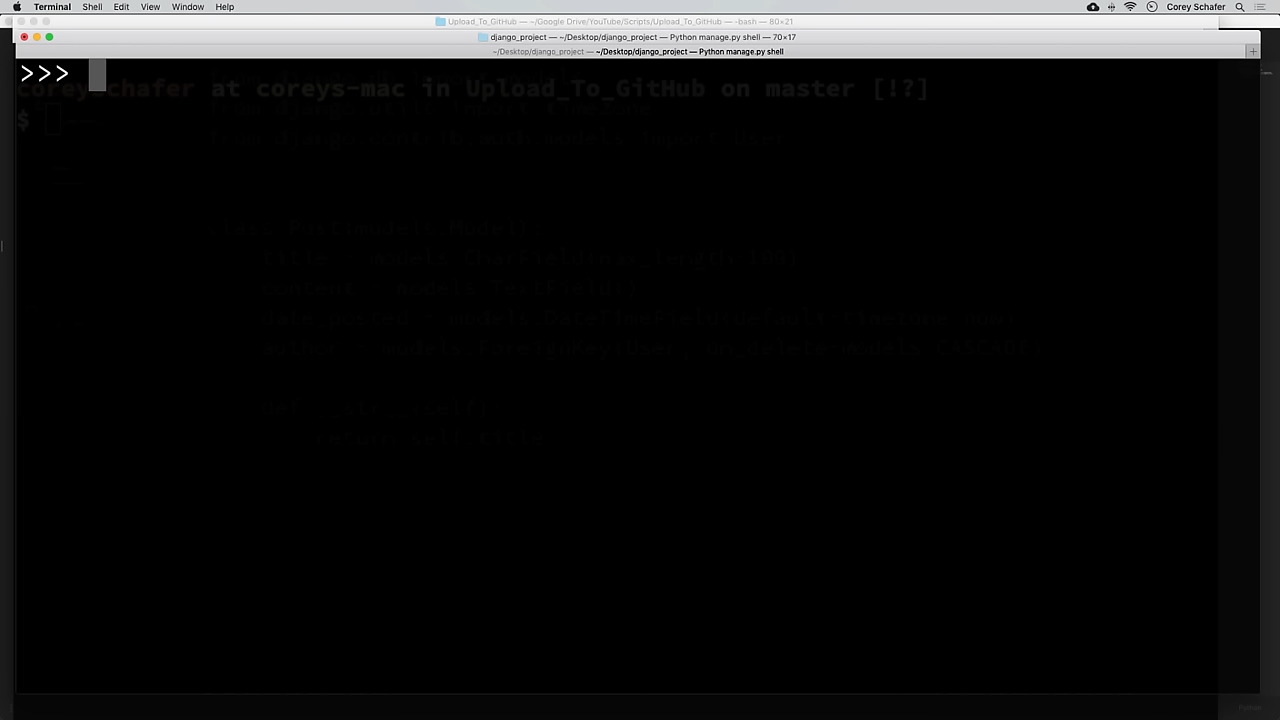 Terminal Shell Edit View Window Help Corey Schafer
Upload_To_GitHub — ~/Google Drive/YouTube/Scripts/Upload_To_GitHub — -bash — 80×21
django_project — ~/Desktop/django_project — Python manage.py shell — 70×17
~/Desktop/django_project — ~/Desktop/django_project — Python manage.py shell
>>>
corey schafer at coreys-mac in Upload_To_GitHub on master [!?]
$
from django.utils import timezone
from django.contrib.auth.models import User
class Post(models.Model):
title = models.CharField(max_length=100)
content = models.TextField()
date_posted = models.DateTimeField(default=timezone.now)
author = models.ForeignKey(User, on_delete=models.CASCADE)
def __str__(self):
return self.title